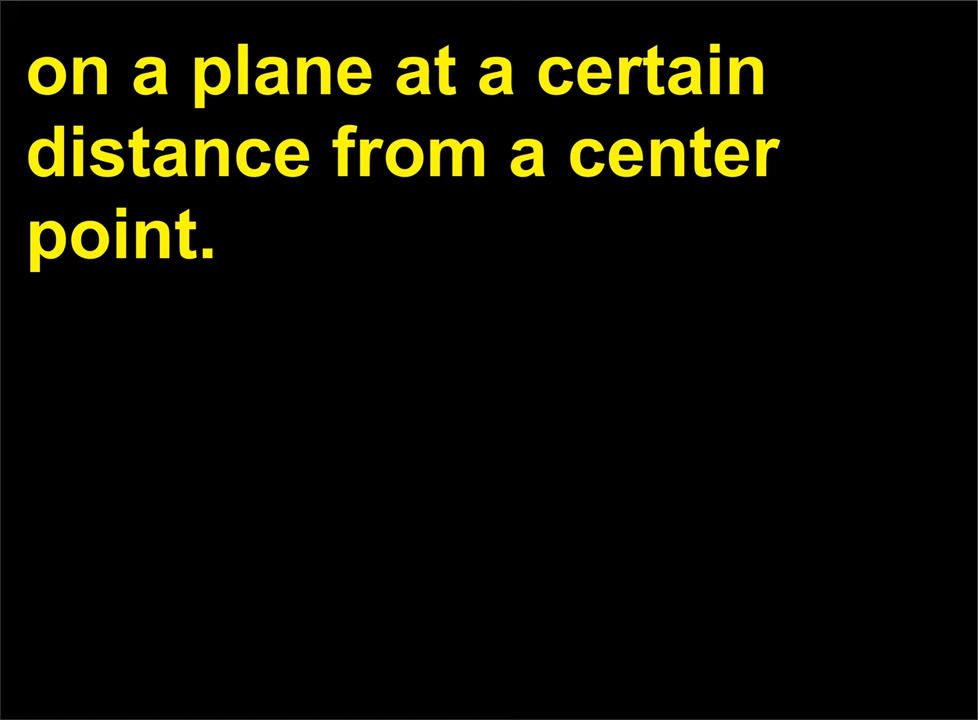 on a plane at a certain
distance from a center
point.